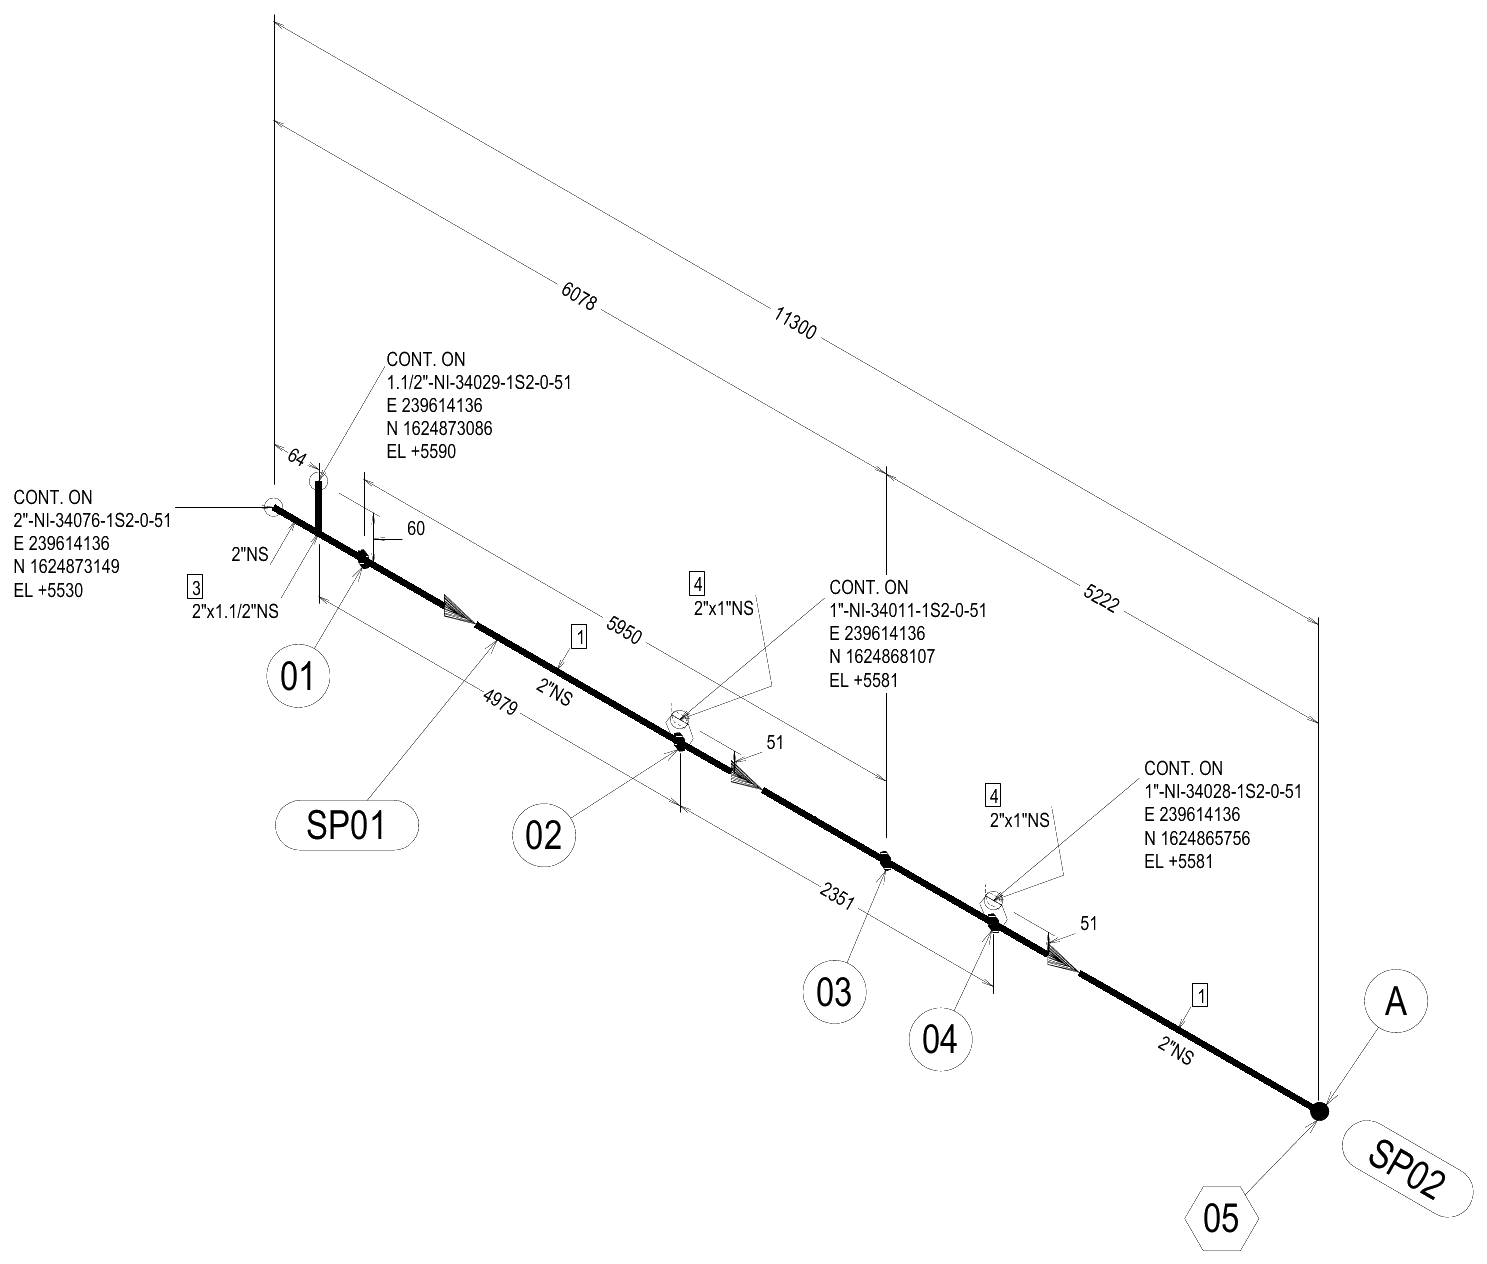 6078
11300
CONT. ON
1.1/2"-NI-34029-1S2-0-51
E 239614136
N 1624873086
EL +5590
64
CONT. ON
2"-NI-34076-1S2-0-51
E 239614136
N 1624873149
EL +5530
2"NS
60
3
2"x1.1/2"NS
4
2"x1"NS
CONT. ON
1"-NI-34011-1S2-0-51
E 239614136
N 1624868107
EL +5581
5222
5950
1
01
2"NS
4979
51
SP01
02
CONT. ON
1"-NI-34028-1S2-0-51
E 239614136
N 1624865756
EL +5581
4
2"x1"NS
2351
51
03
04
1
2"NS
A
SP02
05